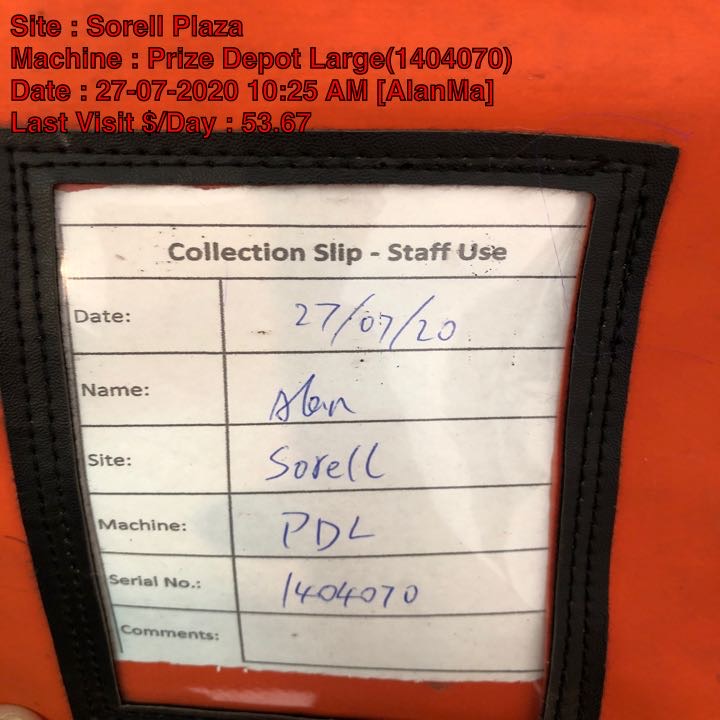 Site : Sorell Plaza
Machine : Prize Depot Large(1404070)
Date : 27-07-2020 10:25 AM [AlanMa]
Last Visit $/Day : 53.67
Collection Slip - Staff Use
Date: 27/07/20
Name: Alan
Site: Sorell
Machine: PDL
Serial No.: 1404070
Comments: